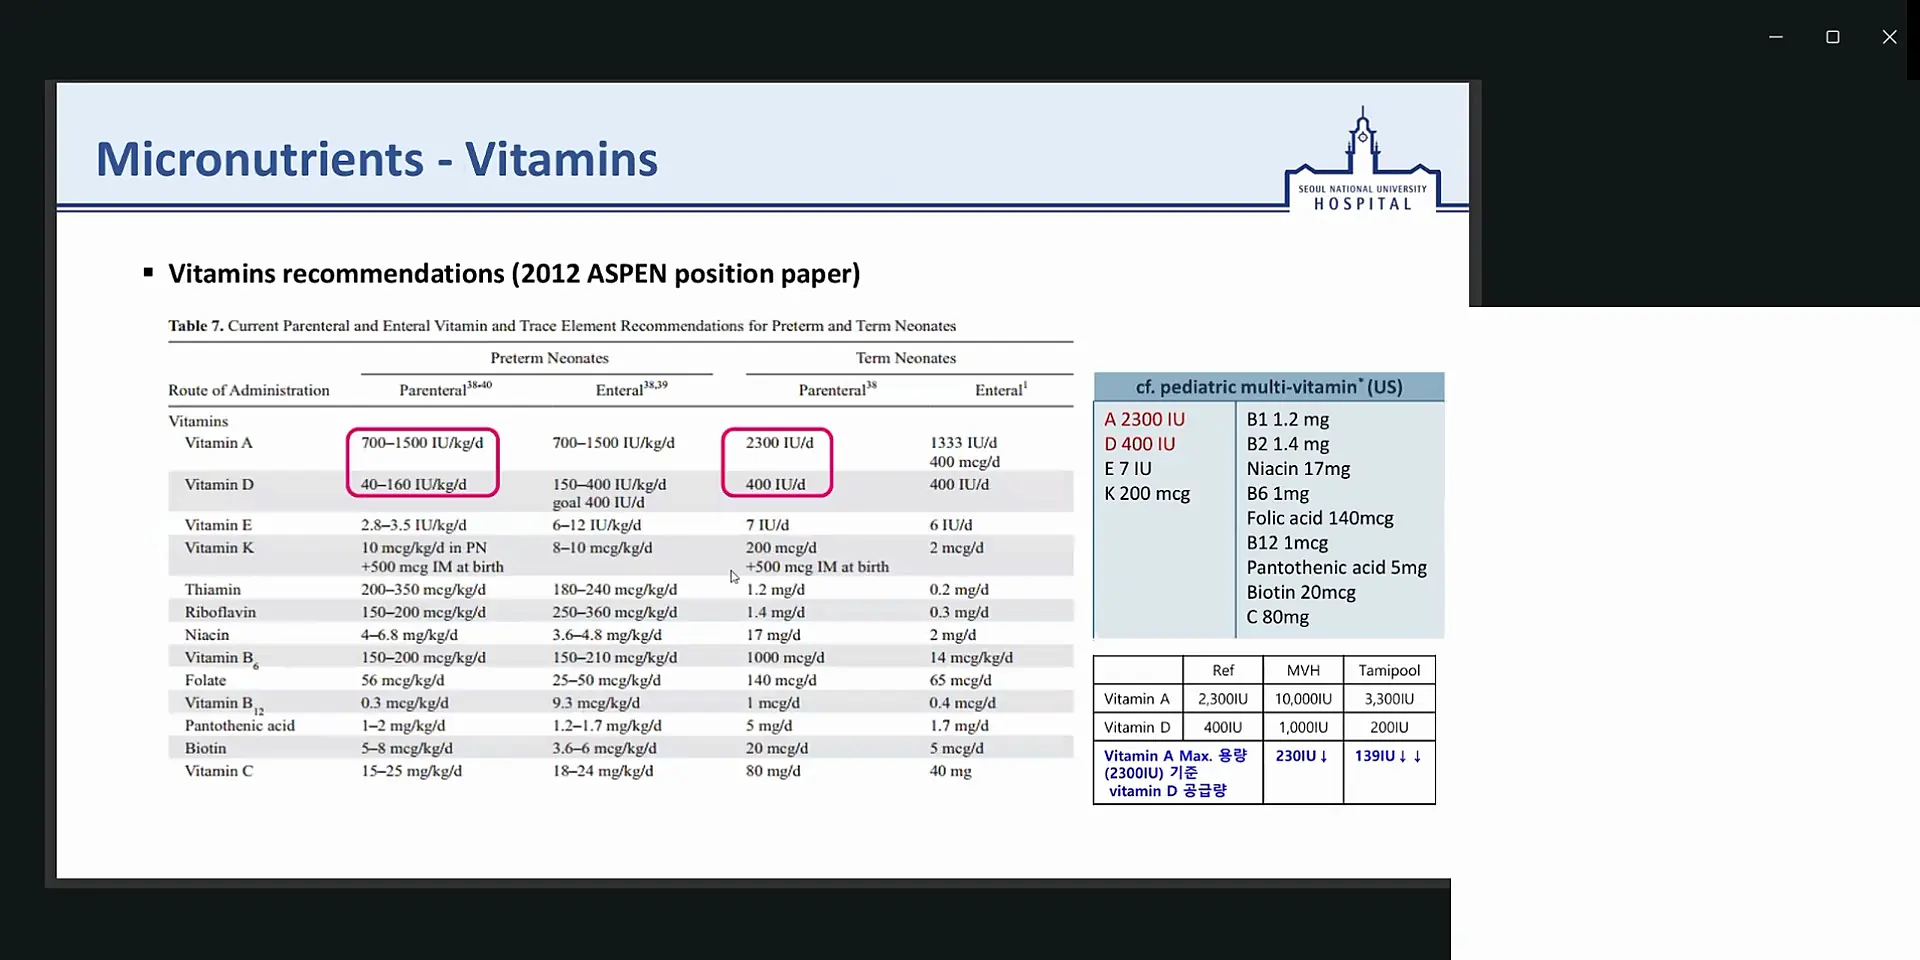 Micronutrients - Vitamins
SEOUL NATIONAL UNIVERSITY
HOSPITAL
▪ Vitamins recommendations (2012 ASPEN position paper)
Table 7. Current Parenteral and Enteral Vitamin and Trace Element Recommendations for Preterm and Term Neonates
Preterm Neonates Term Neonates
Route of Administration Parenteral38-40 Enteral38,39 Parenteral38 Enteral1
Vitamins
Vitamin A 700–1500 IU/kg/d 700–1500 IU/kg/d 2300 IU/d 1333 IU/d
400 mcg/d
Vitamin D 40–160 IU/kg/d 150–400 IU/kg/d 400 IU/d 400 IU/d
goal 400 IU/d
Vitamin E 2.8–3.5 IU/kg/d 6–12 IU/kg/d 7 IU/d 6 IU/d
Vitamin K 10 mcg/kg/d in PN 8–10 mcg/kg/d 200 mcg/d 2 mcg/d
+500 mcg IM at birth +500 mcg IM at birth
Thiamin 200–350 mcg/kg/d 180–240 mcg/kg/d 1.2 mg/d 0.2 mg/d
Riboflavin 150–200 mcg/kg/d 250–360 mcg/kg/d 1.4 mg/d 0.3 mg/d
Niacin 4–6.8 mg/kg/d 3.6–4.8 mg/kg/d 17 mg/d 2 mg/d
Vitamin B6 150–200 mcg/kg/d 150–210 mcg/kg/d 1000 mcg/d 14 mcg/kg/d
Folate 56 mcg/kg/d 25–50 mcg/kg/d 140 mcg/d 65 mcg/d
Vitamin B12 0.3 mcg/kg/d 9.3 mcg/kg/d 1 mcg/d 0.4 mcg/d
Pantothenic acid 1–2 mg/kg/d 1.2–1.7 mg/kg/d 5 mg/d 1.7 mg/d
Biotin 5–8 mcg/kg/d 3.6–6 mcg/kg/d 20 mcg/d 5 mcg/d
Vitamin C 15–25 mg/kg/d 18–24 mg/kg/d 80 mg/d 40 mg
cf. pediatric multi-vitamin* (US)
A 2300 IU
D 400 IU
E 7 IU
K 200 mcg
B1 1.2 mg
B2 1.4 mg
Niacin 17mg
B6 1mg
Folic acid 140mcg
B12 1mcg
Pantothenic acid 5mg
Biotin 20mcg
C 80mg
Ref MVH Tamipool
Vitamin A 2,300IU 10,000IU 3,300IU
Vitamin D 400IU 1,000IU 200IU
Vitamin A Max. 용량 230IU↓ 139IU↓↓
(2300IU) 기준
vitamin D 공급량